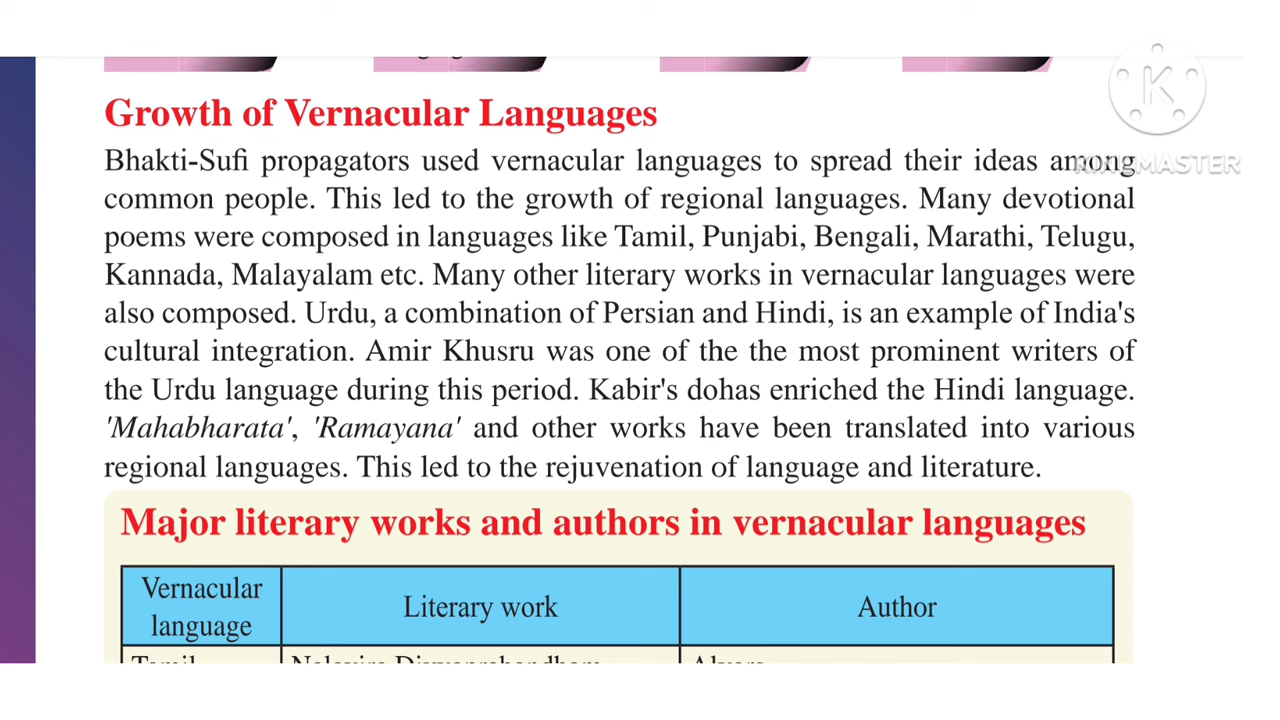 Growth of Vernacular Languages
Bhakti-Sufi propagators used vernacular languages to spread their ideas among
common people. This led to the growth of regional languages. Many devotional
poems were composed in languages like Tamil, Punjabi, Bengali, Marathi, Telugu,
Kannada, Malayalam etc. Many other literary works in vernacular languages were
also composed. Urdu, a combination of Persian and Hindi, is an example of India's
cultural integration. Amir Khusru was one of the the most prominent writers of
the Urdu language during this period. Kabir's dohas enriched the Hindi language.
'Mahabharata', 'Ramayana' and other works have been translated into various
regional languages. This led to the rejuvenation of language and literature.
Major literary works and authors in vernacular languages
Vernacular language
Literary work
Author
Tamil
Alvars
K
KINEMASTER